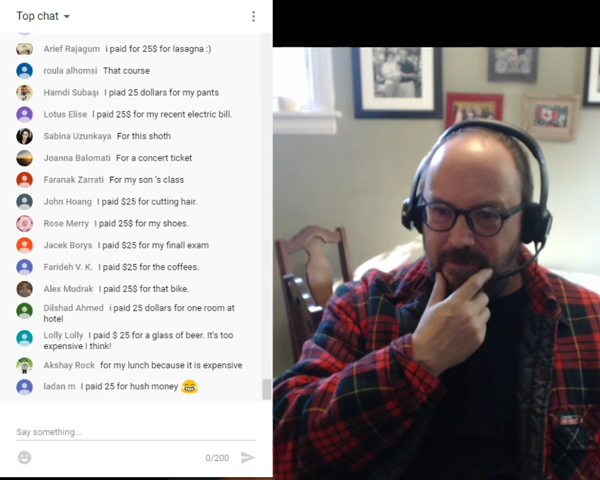 Top chat
Arief Rajagum i paid for 25$ for lasagna :)
roula alhomsi That course
Hamdi Subaşı I piad 25 dollars for my pants
Lotus Elise I paid 25$ for my recent electric bill.
Sabina Uzunkaya For this shoth
Joanna Balomati For a concert ticket
Faranak Zarrati For my son 's class
John Hoang I paid $25 for cutting hair.
Rose Merry I paid 25$ for my shoes.
Jacek Borys I paid $25 for my finall exam
Farideh V. K. I paid $25 for the coffees.
Alex Mudrak I paid 25$ for that bike.
Dilshad Ahmed i paid 25 dollars for one room at
hotel
Lolly Lolly I paid $ 25 for a glass of beer. It's too
expensive I think!
Akshay Rock for my lunch because it is expensive
ladan m I paid 25 for hush money 😂
Say something...
0/200